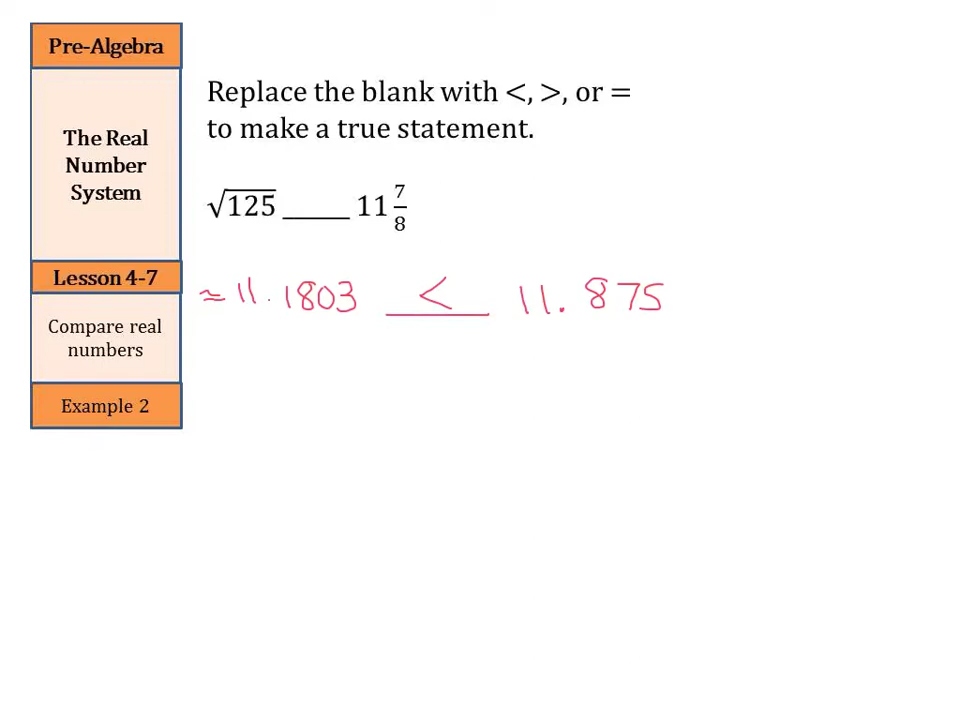 Pre-Algebra
The Real
Number
System
Lesson 4-7
Compare real
numbers
Example 2
Replace the blank with <, >, or =
to make a true statement.
√125 _____ 11 7/8
≈ 11.1803 < 11.875